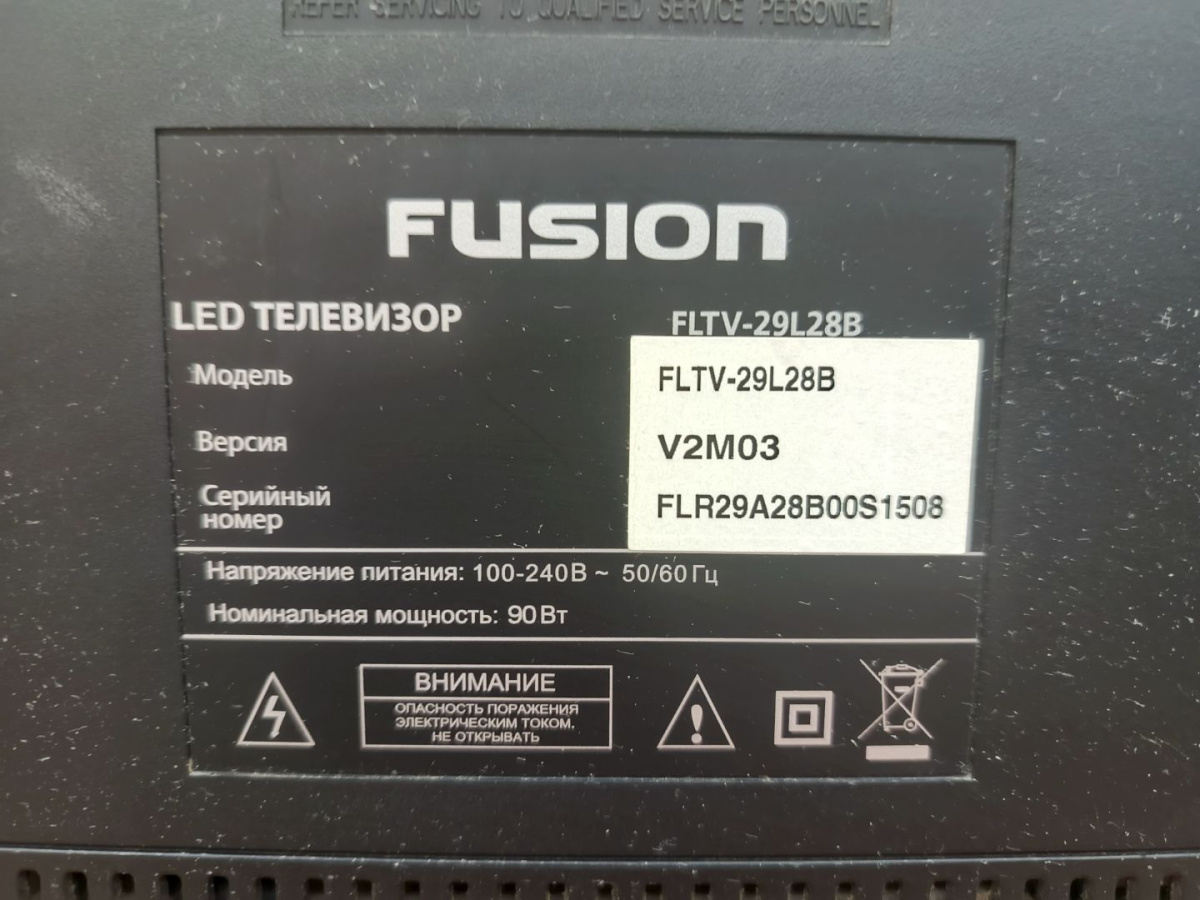 REFER SERVICING TO QUALIFIED SERVICE PERSONNEL
FUSION
LED ТЕЛЕВИЗОР FLTV-29L28B
Модель FLTV-29L28B
Версия V2M03
Серийный
номер FLR29A28B00S1508
Напряжение питания: 100-240В ~ 50/60 Гц
Номинальная мощность: 90 Вт
ВНИМАНИЕ
ОПАСНОСТЬ ПОРАЖЕНИЯ
ЭЛЕКТРИЧЕСКИМ ТОКОМ.
НЕ ОТКРЫВАТЬ